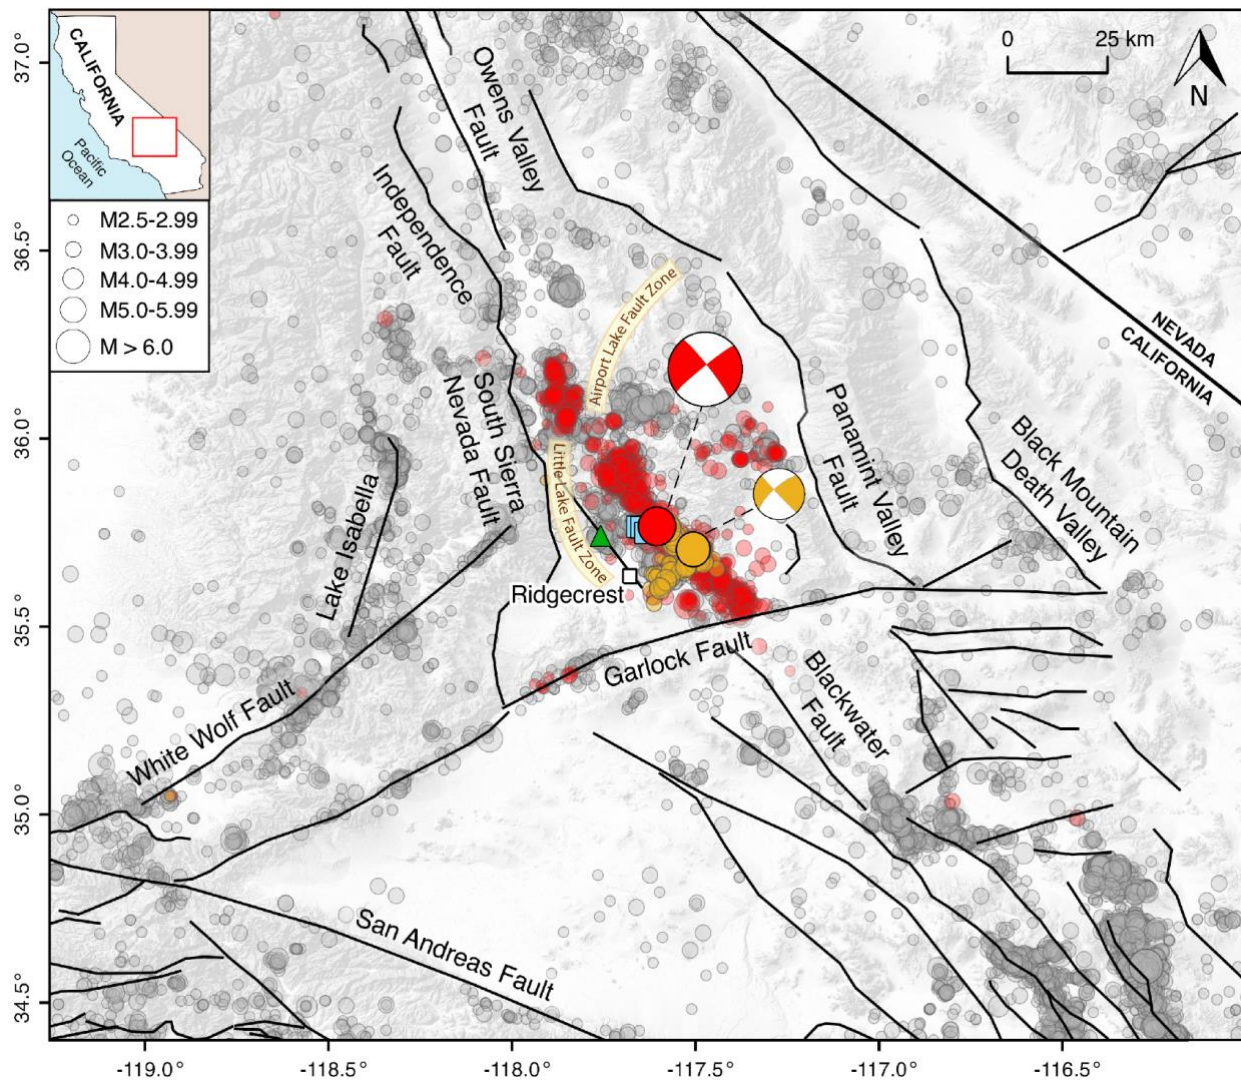 CALIFORNIA
Pacific
Ocean
M2.5-2.99
M3.0-3.99
M4.0-4.99
M5.0-5.99
M > 6.0
0 25 km
N
37.0°
36.5°
36.0°
35.5°
35.0°
34.5°
Owens Valley
Fault
Independence
Fault
Airport Lake Fault Zone
NEVADA
CALIFORNIA
South Sierra
Nevada Fault
Little Lake Fault Zone
Panamint Valley
Fault
Black Mountain
Death Valley
Lake Isabella
Ridgecrest
Garlock Fault
Blackwater
Fault
White Wolf Fault
San Andreas Fault
-119.0°
-118.5°
-118.0°
-117.5°
-117.0°
-116.5°